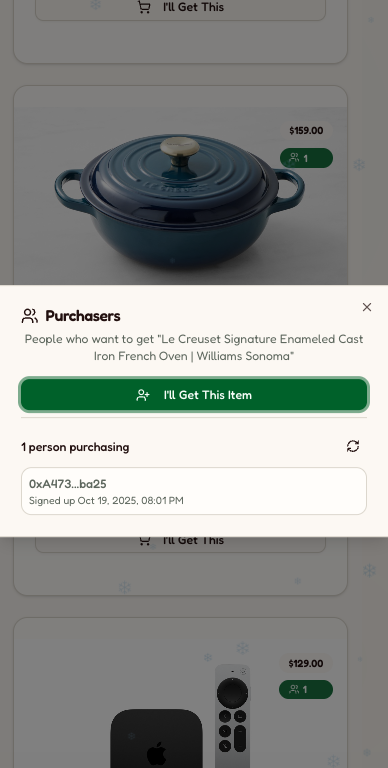 I'll Get This
$159.00
1
LE CREUSET
Purchasers
People who want to get "Le Creuset Signature Enameled Cast
Iron French Oven | Williams Sonoma"
I'll Get This Item
1 person purchasing
0xA473...ba25
Signed up Oct 19, 2025, 08:01 PM
I'll Get This
$129.00
1